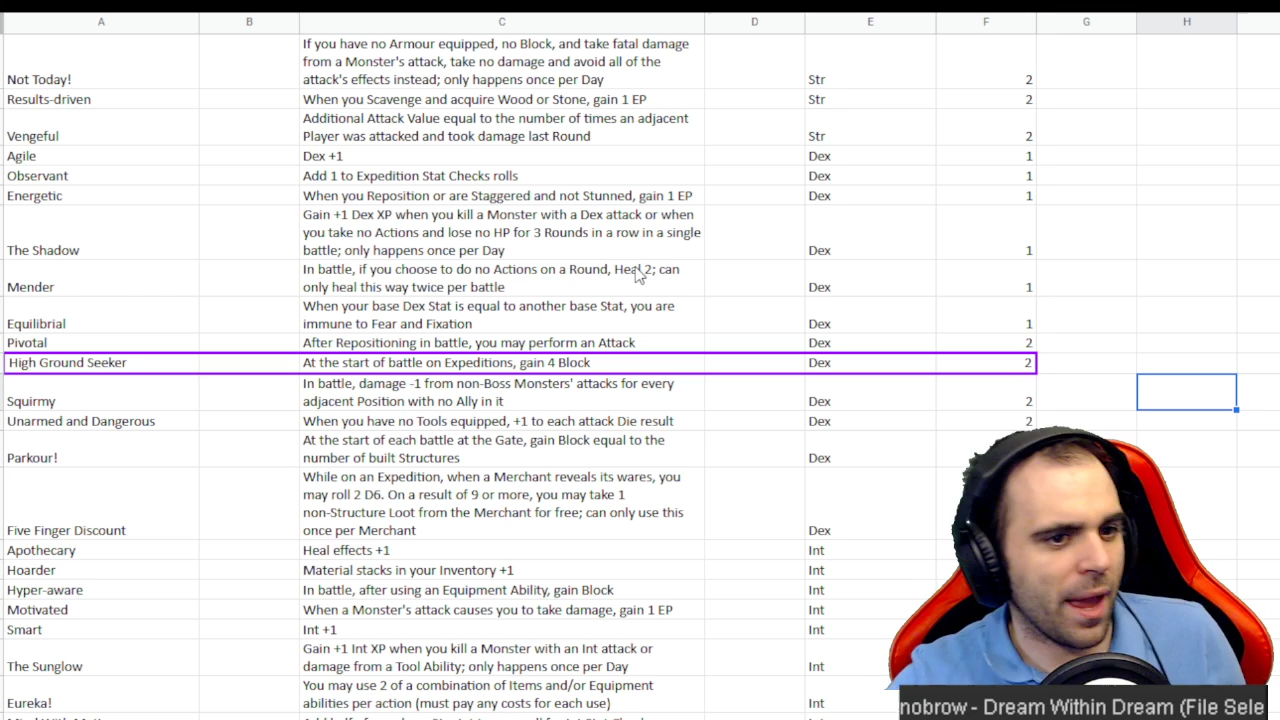 A B C D E F G H
If you have no Armour equipped, no Block, and take fatal damage
from a Monster's attack, take no damage and avoid all of the
Not Today! attack's effects instead; only happens once per Day Str 2
Results-driven When you Scavenge and acquire Wood or Stone, gain 1 EP Str 2
Additional Attack Value equal to the number of times an adjacent
Vengeful Player was attacked and took damage last Round Str 2
Agile Dex +1 Dex 1
Observant Add 1 to Expedition Stat Checks rolls Dex 1
Energetic When you Reposition or are Staggered and not Stunned, gain 1 EP Dex 1
Gain +1 Dex XP when you kill a Monster with a Dex attack or when
you take no Actions and lose no HP for 3 Rounds in a row in a single
The Shadow battle; only happens once per Day Dex 1
In battle, if you choose to do no Actions on a Round, Heal 2; can
Mender only heal this way twice per battle Dex 1
When your base Dex Stat is equal to another base Stat, you are
Equilibrial immune to Fear and Fixation Dex 1
Pivotal After Repositioning in battle, you may perform an Attack Dex 2
High Ground Seeker At the start of battle on Expeditions, gain 4 Block Dex 2
In battle, damage -1 from non-Boss Monsters' attacks for every
Squirmy adjacent Position with no Ally in it Dex 2
Unarmed and Dangerous When you have no Tools equipped, +1 to each attack Die result Dex 2
At the start of each battle at the Gate, gain Block equal to the
Parkour! number of built Structures Dex
While on an Expedition, when a Merchant reveals its wares, you
may roll 2 D6. On a result of 9 or more, you may take 1
non-Structure Loot from the Merchant for free; can only use this
Five Finger Discount once per Merchant Dex
Apothecary Heal effects +1 Int
Hoarder Material stacks in your Inventory +1 Int
Hyper-aware In battle, after using an Equipment Ability, gain Block Int
Motivated When a Monster's attack causes you to take damage, gain 1 EP Int
Smart Int +1 Int
Gain +1 Int XP when you kill a Monster with an Int attack or
The Sunglow damage from a Tool Ability; only happens once per Day Int
You may use 2 of a combination of Items and/or Equipment
Eureka! abilities per action (must pay any costs for each use) Int
nobrow - Dream Within Dream (File Sele